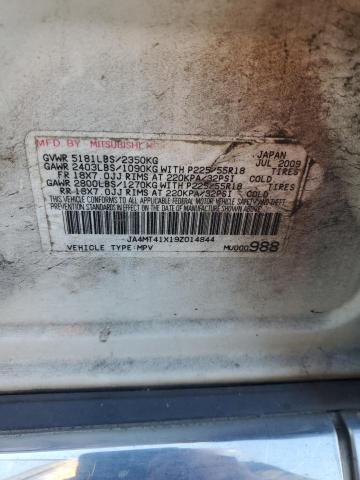 MFD. BY MITSUBISHI JAPAN
GVWR 5181LBS/2350KG JUL 2009
GAWR 2403LBS/1090KG WITH P225/55R18 TIRES
FR 18X7.0JJ RIMS AT 220KPA/32PSI COLD
GAWR 2800LBS/1270KG WITH P225/55R18 TIRES
RR 18X7.0JJ RIMS AT 220KPA/32PSI COLD
THIS VEHICLE CONFORMS TO ALL APPLICABLE FEDERAL MOTOR VEHICLE SAFETY, BUMPER AND THEFT
PREVENTION STANDARDS IN EFFECT ON THE DATE OF MANUFACTURE SHOWN ABOVE.
JA4MT41X19Z014844
VEHICLE TYPE: MPV MU000988